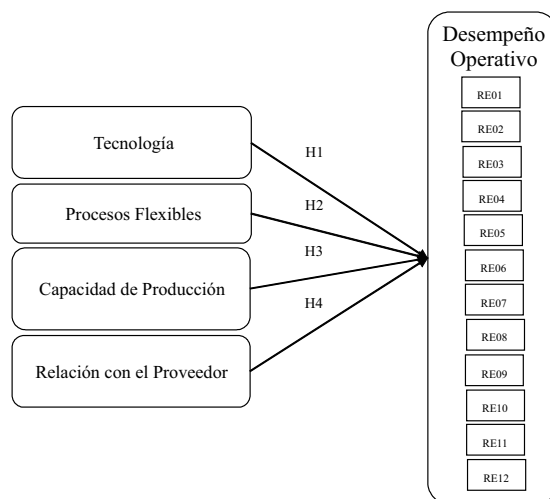 Desempeño
Operativo
RE01
RE02
RE03
RE04
RE05
RE06
RE07
RE08
RE09
RE10
RE11
RE12
Tecnología
Procesos Flexibles
Capacidad de Producción
Relación con el Proveedor
H1
H2
H3
H4